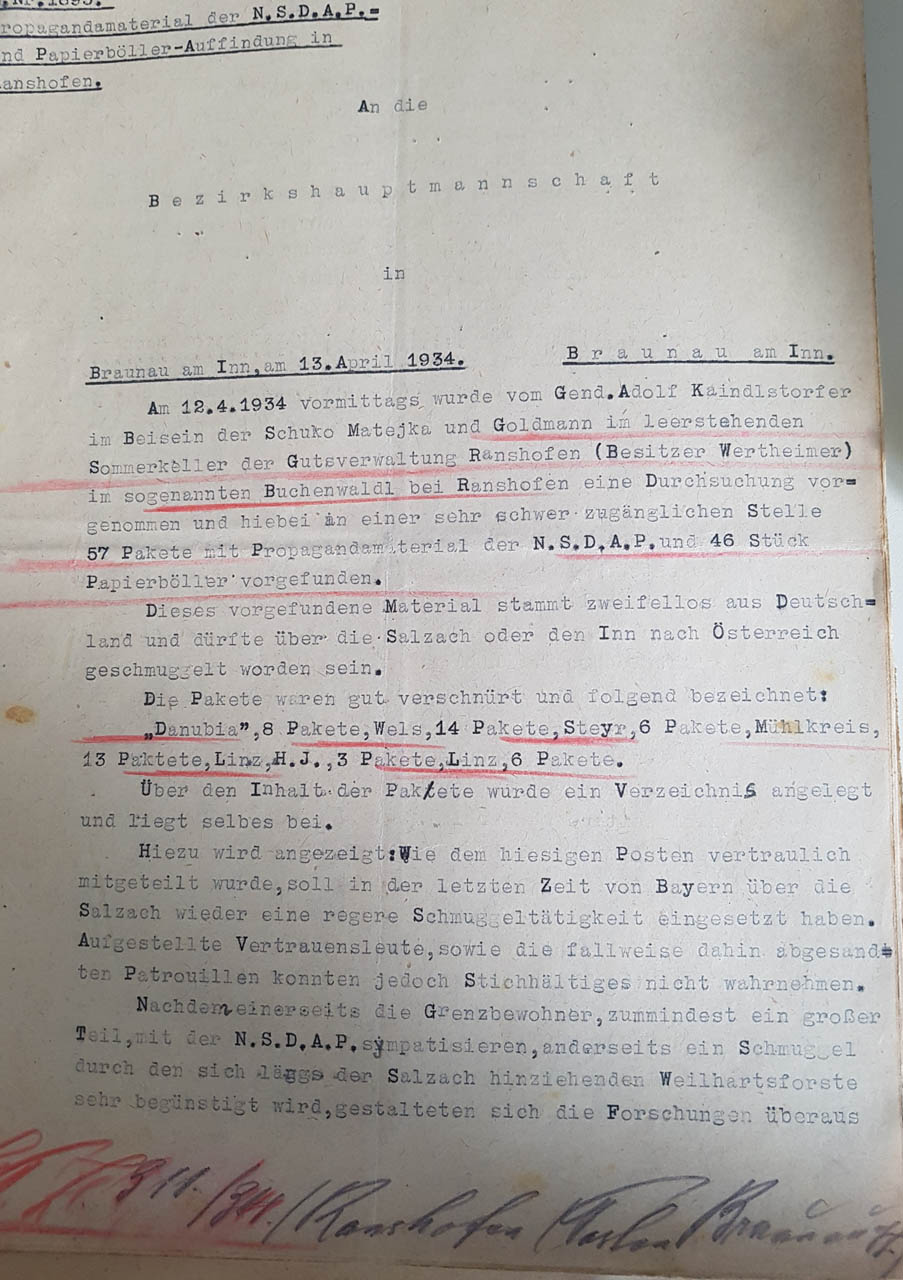 .Nr.1895.
ropagandamaterial der N.S.D.A.P.=
nd Papierböller-Auffindung in
anshofen.
An die
B e z i r k s h a u p t m a n n s c h a f t
in
Braunau am Inn,am 13.April 1934.
B r a u n a u am Inn.
Am 12.4.1934 vormittags wurde vom Gend.Adolf Kaindlstorfer
im Beisein der Schuko Matejka und Goldmann im leerstehenden
Sommerkeller der Gutsverwaltung Ranshofen (Besitzer Wertheimer)
im sogenannten Buchenwaldl bei Ranshofen eine Durchsuchung vor=
genommen und hiebei an einer sehr schwer zugänglichen Stelle
57 Pakete mit Propagandamaterial der N.S.D.A.P.und 46 Stück
Papierböller vorgefunden.
Dieses vorgefundene Material stammt zweifellos aus Deutsch=
land und dürfte über die Salzach oder den Inn nach Österreich
geschmuggelt worden sein.
Die Pakete waren gut verschnürt und folgend bezeichnet:
„Danubia",8 Pakete,Wels,14 Pakete,Steyr,6 Pakete,Mühlkreis,
13 Paktete,Linz,H.J.,3 Pakete,Linz,6 Pakete.
Über den Inhalt der Paktete wurde ein Verzeichnis angelegt
und liegt selbes bei.
Hiezu wird angezeigt:Wie dem hiesigen Posten vertraulich
mitgeteilt wurde,soll in der letzten Zeit von Bayern über die
Salzach wieder eine regere Schmuggeltätigkeit eingesetzt haben.
Aufgestellte Vertrauensleute,sowie die fallweise dahin abgesand=
ten Patrouillen konnten jedoch Stichhältiges nicht wahrnehmen.
Nachdem einerseits die Grenzbewohner,zummindest ein großer
Teil,mit der N.S.D.A.P.sympatisieren,anderseits ein Schmuggel
durch den sich längs der Salzach hinziehenden Weilhartsforste
sehr begünstigt wird,gestalteten sich die Forschungen überaus
Ranshofen Braunau